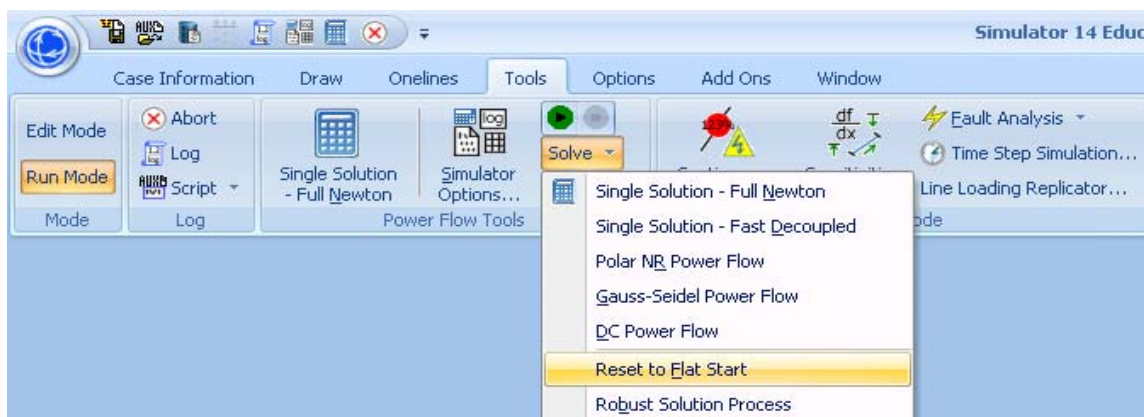 Simulator 14 Educ
Case Information Draw Onelines Tools Options Add Ons Window
Edit Mode
Run Mode
Mode
Abort
Log
Script
Log
Single Solution
- Full Newton
Simulator
Options...
Power Flow Tools
Solve
Fault Analysis
Time Step Simulation...
Line Loading Replicator...
ode
Single Solution - Full Newton
Single Solution - Fast Decoupled
Polar NR Power Flow
Gauss-Seidel Power Flow
DC Power Flow
Reset to Flat Start
Robust Solution Process